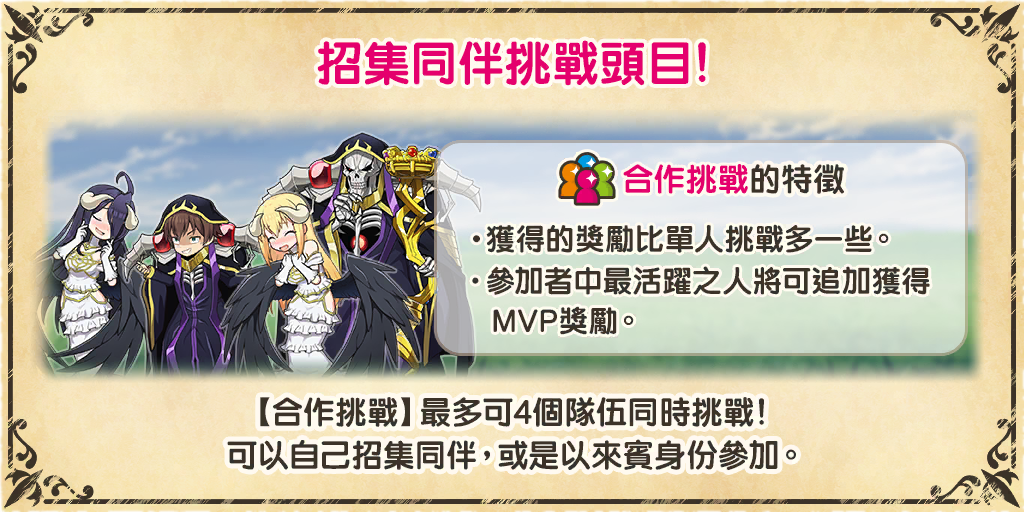 招集同伴挑戰頭目!
合作挑戰的特徵
・獲得的獎勵比單人挑戰多一些。
・參加者中最活躍之人將可追加獲得
MVP獎勵。
【合作挑戰】最多可4個隊伍同時挑戰!
可以自己招集同伴,或是以來賓身份參加。